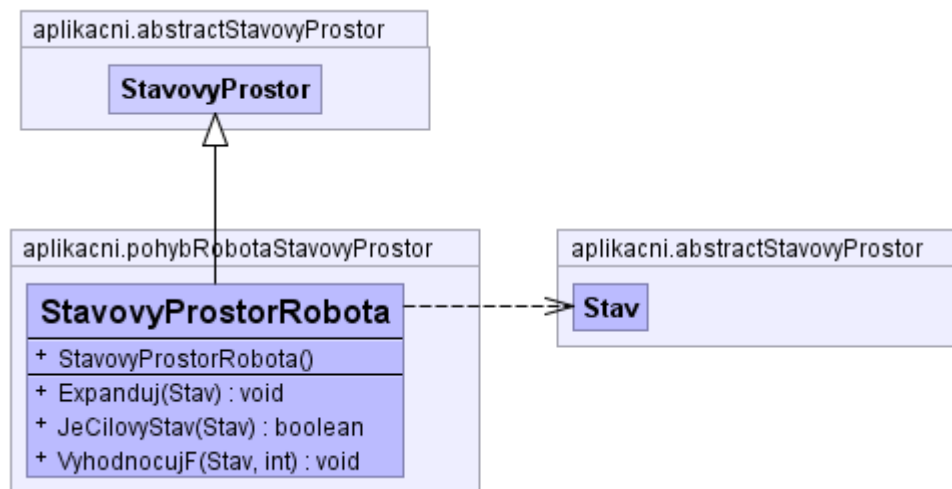 aplikacni.abstractStavovyProstor
StavovyProstor
aplikacni.pohybRobotaStavovyProstor
StavovyProstorRobota
+ StavovyProstorRobota()
+ Expanduj(Stav) : void
+ JeCilovyStav(Stav) : boolean
+ VyhodnocujF(Stav, int) : void
aplikacni.abstractStavovyProstor
Stav